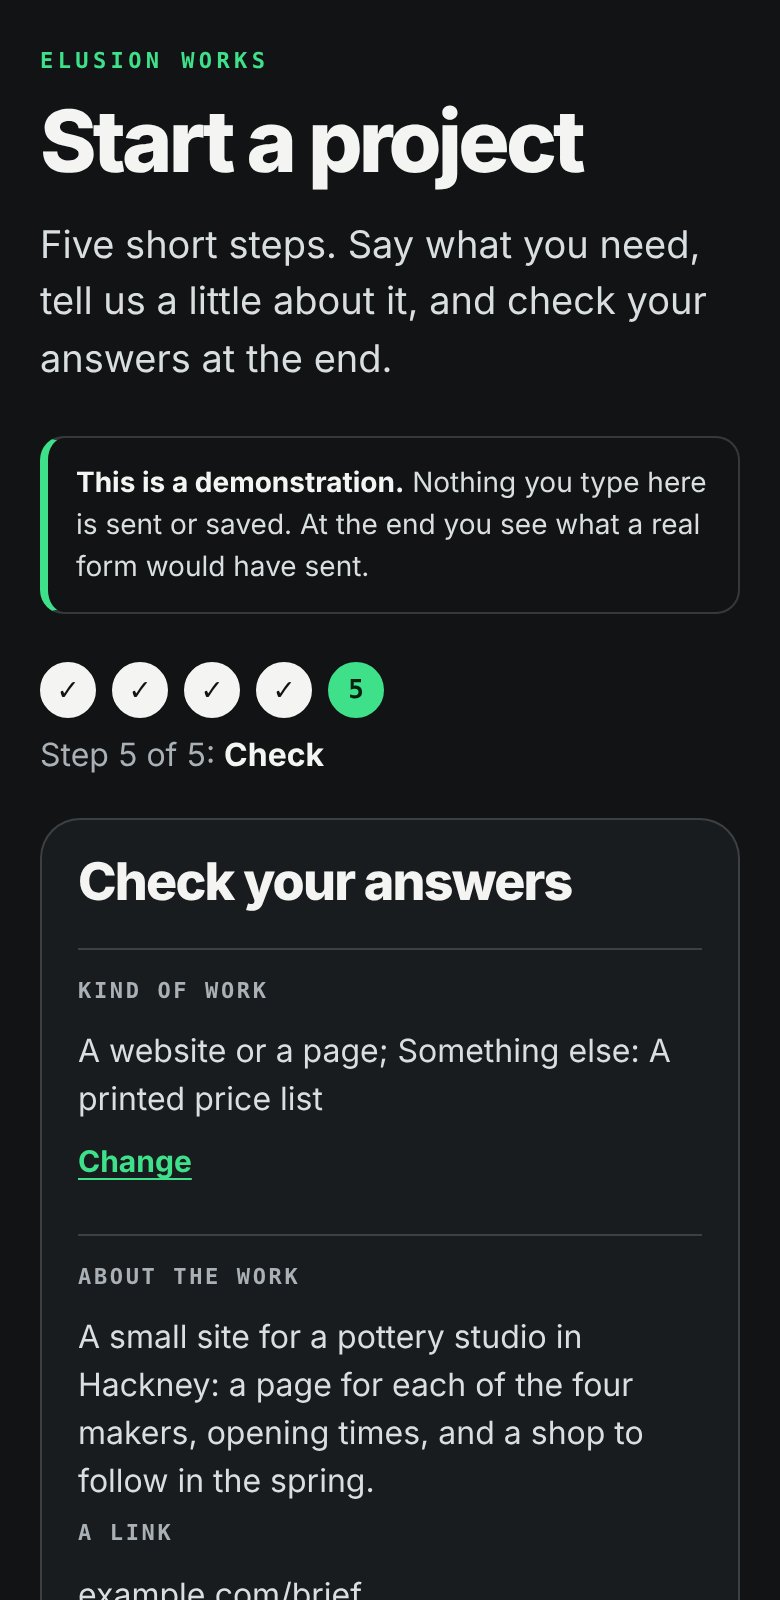 ELUSION WORKS
Start a project
Five short steps. Say what you need,
tell us a little about it, and check your
answers at the end.
This is a demonstration. Nothing you type here
is sent or saved. At the end you see what a real
form would have sent.
✓ ✓ ✓ ✓ 5
Step 5 of 5: Check
Check your answers
KIND OF WORK
A website or a page; Something else: A
printed price list
Change
ABOUT THE WORK
A small site for a pottery studio in
Hackney: a page for each of the four
makers, opening times, and a shop to
follow in the spring.
A LINK
example.com/brief